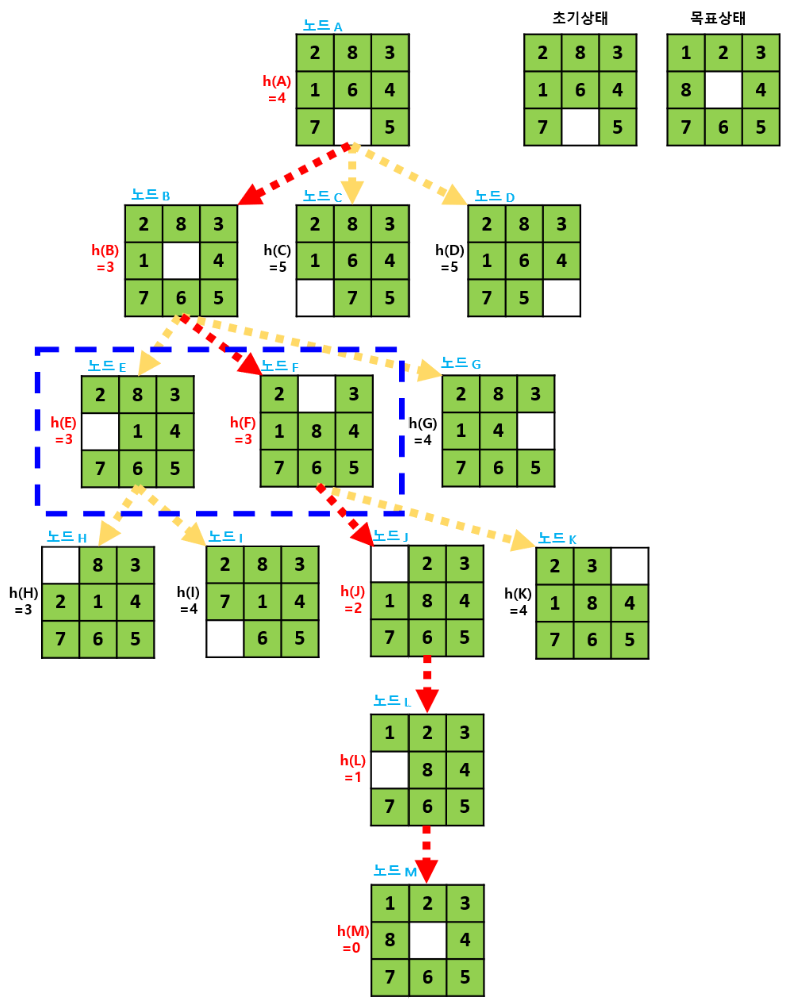 노드 A
초기상태
목표상태
h(A)
=4
2 8 3
1 6 4
7 5
2 8 3
1 6 4
7 5
1 2 3
8 4
7 6 5
노드 B
노드 C
노드 D
h(B)
=3
2 8 3
1 4
7 6 5
h(C)
=5
2 8 3
1 6 4
7 5
h(D)
=5
2 8 3
1 6 4
7 5
노드 E
노드 F
노드 G
h(E)
=3
2 8 3
1 4
7 6 5
h(F)
=3
2 3
1 8 4
7 6 5
h(G)
=4
2 8 3
1 4
7 6 5
노드 H
노드 I
노드 J
노드 K
h(H)
=3
8 3
2 1 4
7 6 5
h(I)
=4
2 8 3
7 1 4
6 5
h(J)
=2
2 3
1 8 4
7 6 5
h(K)
=4
2 3
1 8 4
7 6 5
노드 L
h(L)
=1
1 2 3
8 4
7 6 5
노드 M
h(M)
=0
1 2 3
8 4
7 6 5